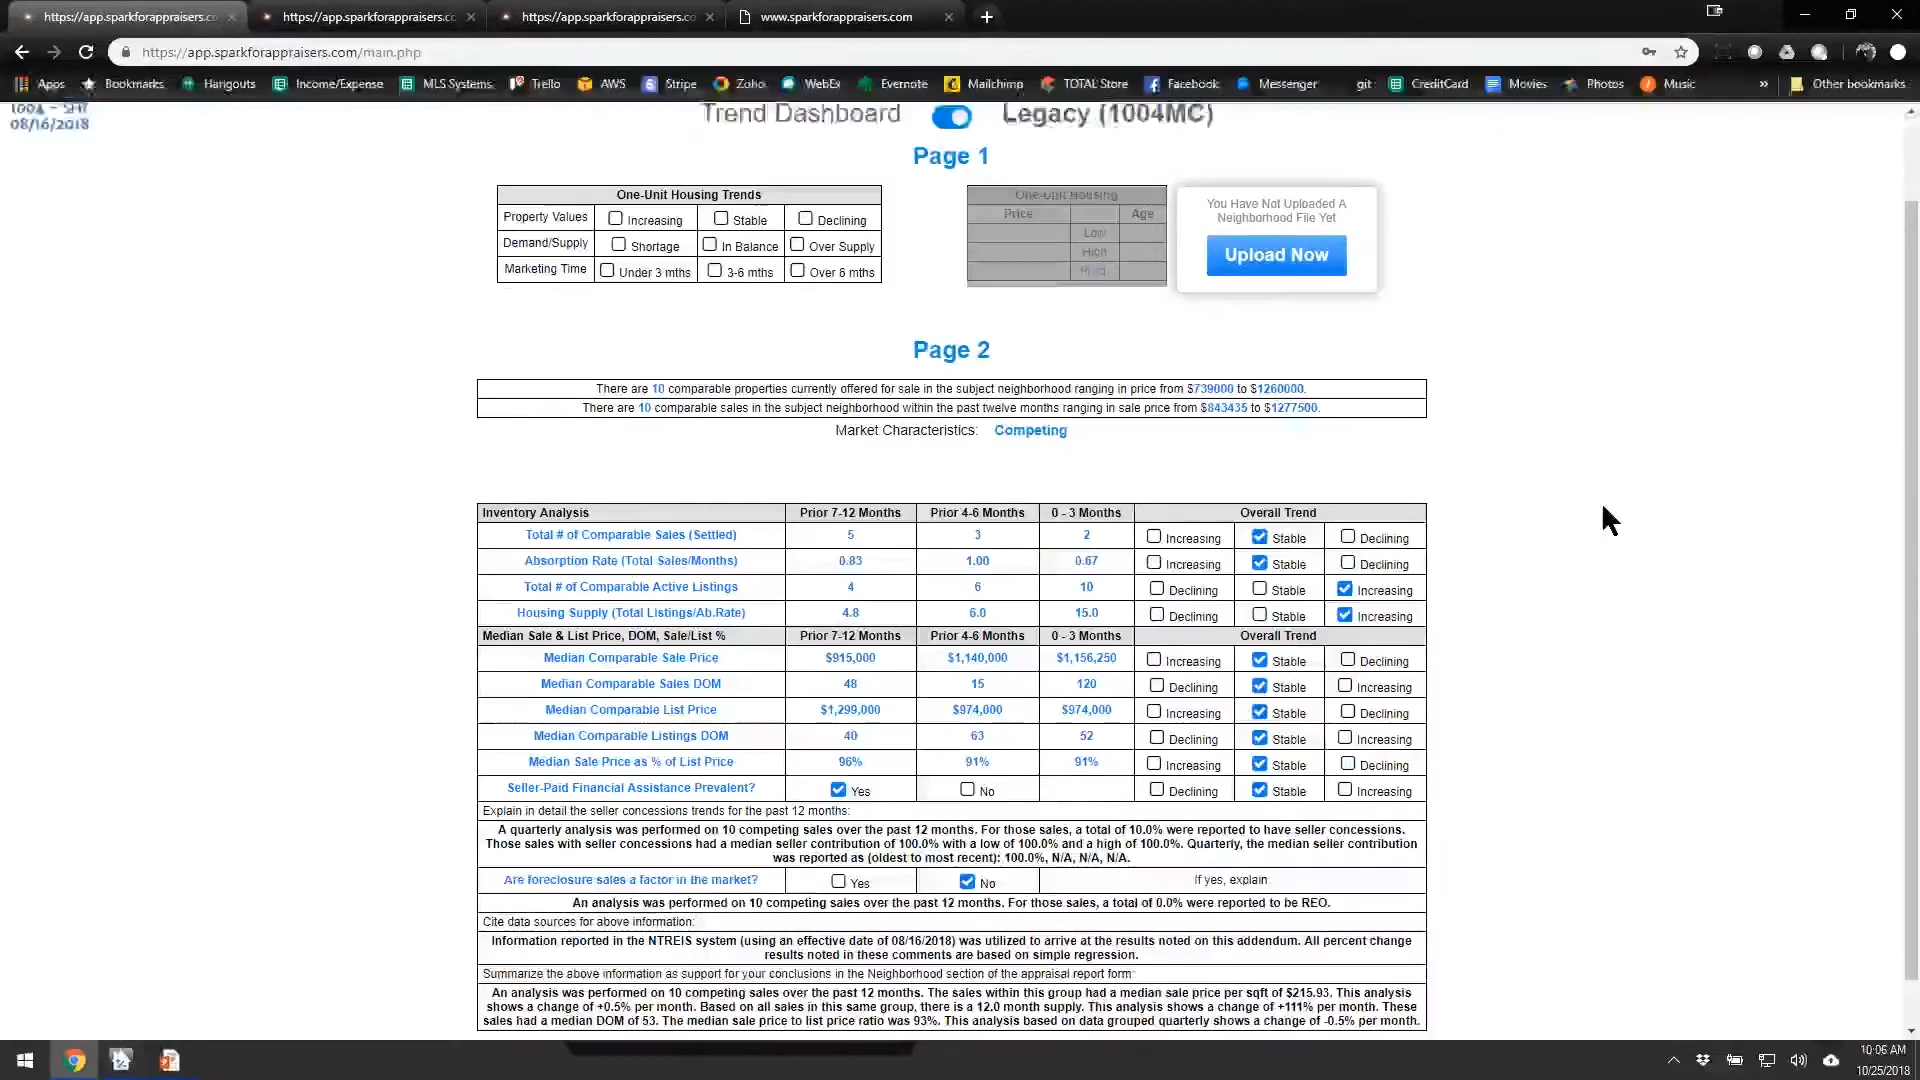 https://app.sparkforappraisers.co
https://app.sparkforappraisers.cc
https://app.sparkforappraisers.co
www.sparkforappraisers.com
https://app.sparkforappraisers.com/main.php
Apps Bookmarks Hangouts Income/Expense MLS Systems Trello AWS Stripe Zoho WebEx Evernote Mailchimp TOTAL Store Facebook Messenger git CreditCard Movies Photos Music » Other bookmarks
08/16/2018
Trend Dashboard Legacy (1004MC)
Page 1
One-Unit Housing Trends
Property Values Increasing Stable Declining
Demand/Supply Shortage In Balance Over Supply
Marketing Time Under 3 mths 3-6 mths Over 6 mths
One-Unit Housing
Price Age
Low
High
You Have Not Uploaded A
Neighborhood File Yet
Upload Now
Page 2
There are 10 comparable properties currently offered for sale in the subject neighborhood ranging in price from $739000 to $1260000.
There are 10 comparable sales in the subject neighborhood within the past twelve months ranging in sale price from $843435 to $1277500.
Market Characteristics: Competing
Inventory Analysis Prior 7-12 Months Prior 4-6 Months 0 - 3 Months Overall Trend
Total # of Comparable Sales (Settled) 5 3 2 Increasing Stable Declining
Absorption Rate (Total Sales/Months) 0.83 1.00 0.67 Increasing Stable Declining
Total # of Comparable Active Listings 4 6 10 Declining Stable Increasing
Housing Supply (Total Listings/Ab.Rate) 4.8 6.0 15.0 Declining Stable Increasing
Median Sale & List Price, DOM, Sale/List % Prior 7-12 Months Prior 4-6 Months 0 - 3 Months Overall Trend
Median Comparable Sale Price $915,000 $1,140,000 $1,156,250 Increasing Stable Declining
Median Comparable Sales DOM 48 15 120 Declining Stable Increasing
Median Comparable List Price $1,299,000 $974,000 $974,000 Increasing Stable Declining
Median Comparable Listings DOM 40 63 52 Declining Stable Increasing
Median Sale Price as % of List Price 96% 91% 91% Increasing Stable Declining
Seller-Paid Financial Assistance Prevalent? Yes No Declining Stable Increasing
Explain in detail the seller concessions trends for the past 12 months:
A quarterly analysis was performed on 10 competing sales over the past 12 months. For those sales, a total of 10.0% were reported to have seller concessions.
Those sales with seller concessions had a median seller contribution of 100.0% with a low of 100.0% and a high of 100.0%. Quarterly, the median seller contribution
was reported as (oldest to most recent): 100.0%, N/A, N/A, N/A.
Are foreclosure sales a factor in the market? Yes No If yes, explain
An analysis was performed on 10 competing sales over the past 12 months. For those sales, a total of 0.0% were reported to be REO.
Cite data sources for above information:
Information reported in the NTREIS system (using an effective date of 08/16/2018) was utilized to arrive at the results noted on this addendum. All percent change
results noted in these comments are based on simple regression.
Summarize the above information as support for your conclusions in the Neighborhood section of the appraisal report form:
An analysis was performed on 10 competing sales over the past 12 months. The sales within this group had a median sale price per sqft of $215.93. This analysis
shows a change of +0.5% per month. Based on all sales in this same group, there is a 12.0 month supply. This analysis shows a change of +111% per month. These
sales had a median DOM of 53. The median sale price to list price ratio was 93%. This analysis based on data grouped quarterly shows a change of -0.5% per month.
10:06 AM
10/25/2018